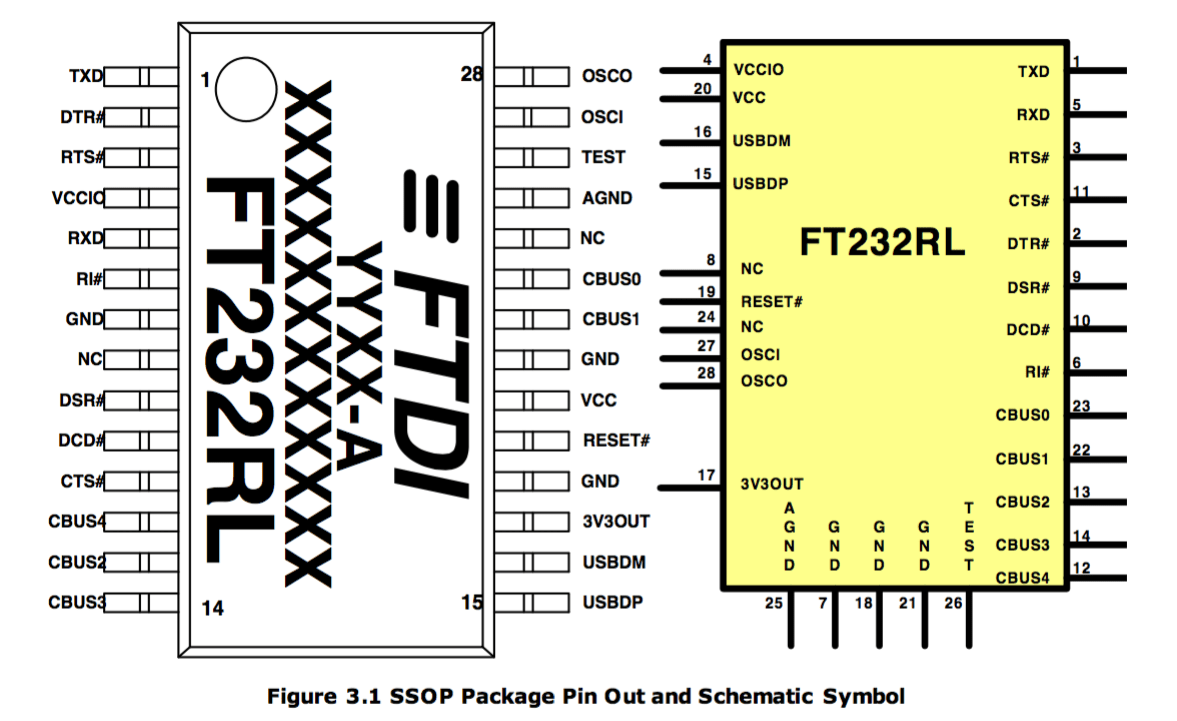 TXD 1 28 OSCO
DTR# OSCI
RTS# TEST
VCCIO AGND
RXD NC
RI# CBUS0
GND CBUS1
NC GND
DSR# VCC
DCD# RESET#
CTS# GND
CBUS4 3V3OUT
CBUS2 USBDM
CBUS3 14 15 USBDP
FT232RL
XXXXXXXXXXXX
YYXX-A
FTDI
4 VCCIO TXD 1
20 VCC
RXD 5
16 USBDM
RTS# 3
15 USBDP
CTS# 11
FT232RL
DTR# 2
8 NC
DSR# 9
19 RESET#
24 NC
DCD# 10
27 OSCI
RI# 6
28 OSCO
CBUS0 23
CBUS1 22
17 3V3OUT
CBUS2 13
CBUS3 14
CBUS4 12
AGND GND GND GND TEST
25 7 18 21 26
Figure 3.1 SSOP Package Pin Out and Schematic Symbol